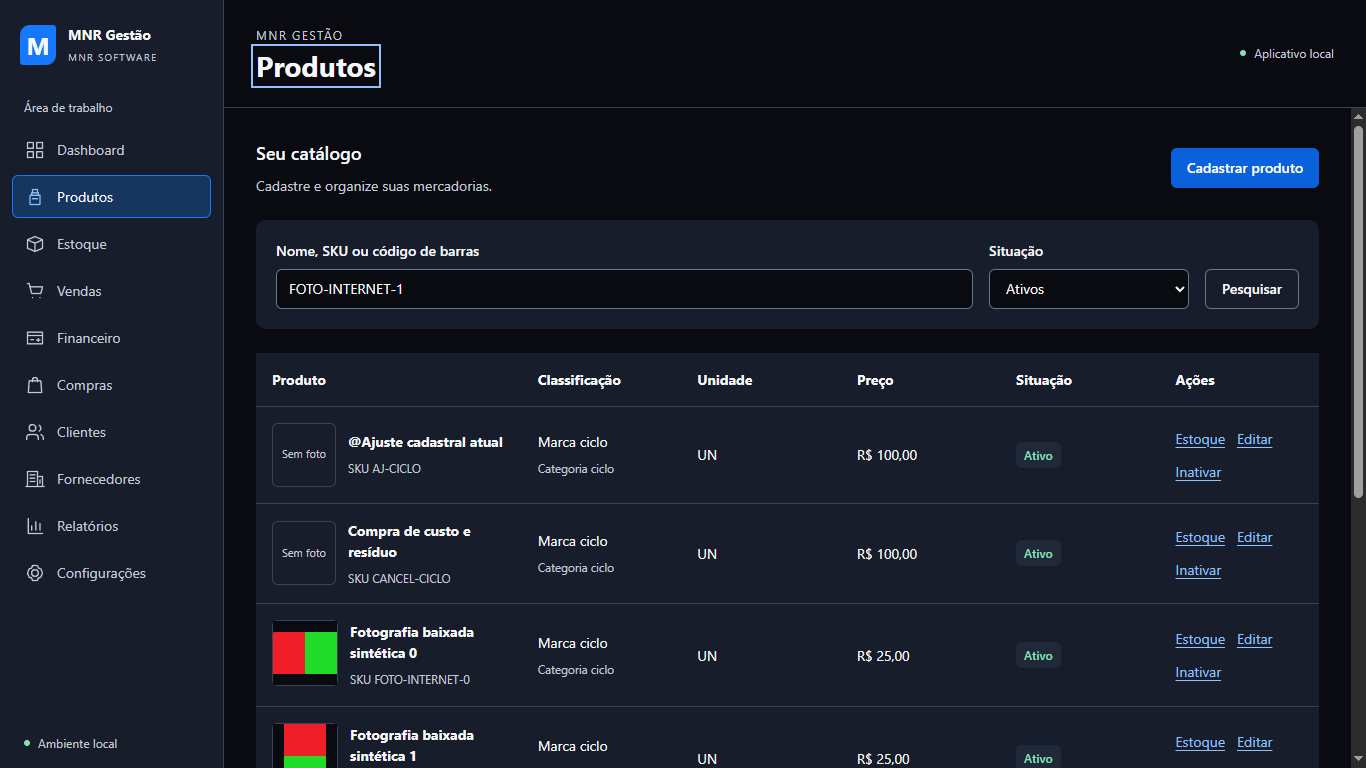 M
MNR Gestão
MNR SOFTWARE
Área de trabalho
Dashboard
Produtos
Estoque
Vendas
Financeiro
Compras
Clientes
Fornecedores
Relatórios
Configurações
Ambiente local
MNR GESTÃO
Produtos
Aplicativo local
Seu catálogo
Cadastre e organize suas mercadorias.
Cadastrar produto
Nome, SKU ou código de barras
Situação
FOTO-INTERNET-1
Ativos
Pesquisar
Produto Classificação Unidade Preço Situação Ações
Sem foto
@Ajuste cadastral atual
SKU AJ-CICLO
Marca ciclo
Categoria ciclo
UN
R$ 100,00
Ativo
Estoque Editar
Inativar
Sem foto
Compra de custo e
resíduo
SKU CANCEL-CICLO
Marca ciclo
Categoria ciclo
UN
R$ 100,00
Ativo
Estoque Editar
Inativar
Fotografia baixada
sintética 0
SKU FOTO-INTERNET-0
Marca ciclo
Categoria ciclo
UN
R$ 25,00
Ativo
Estoque Editar
Inativar
Fotografia baixada
sintética 1
Marca ciclo
UN
R$ 25,00
Ativo
Estoque Editar